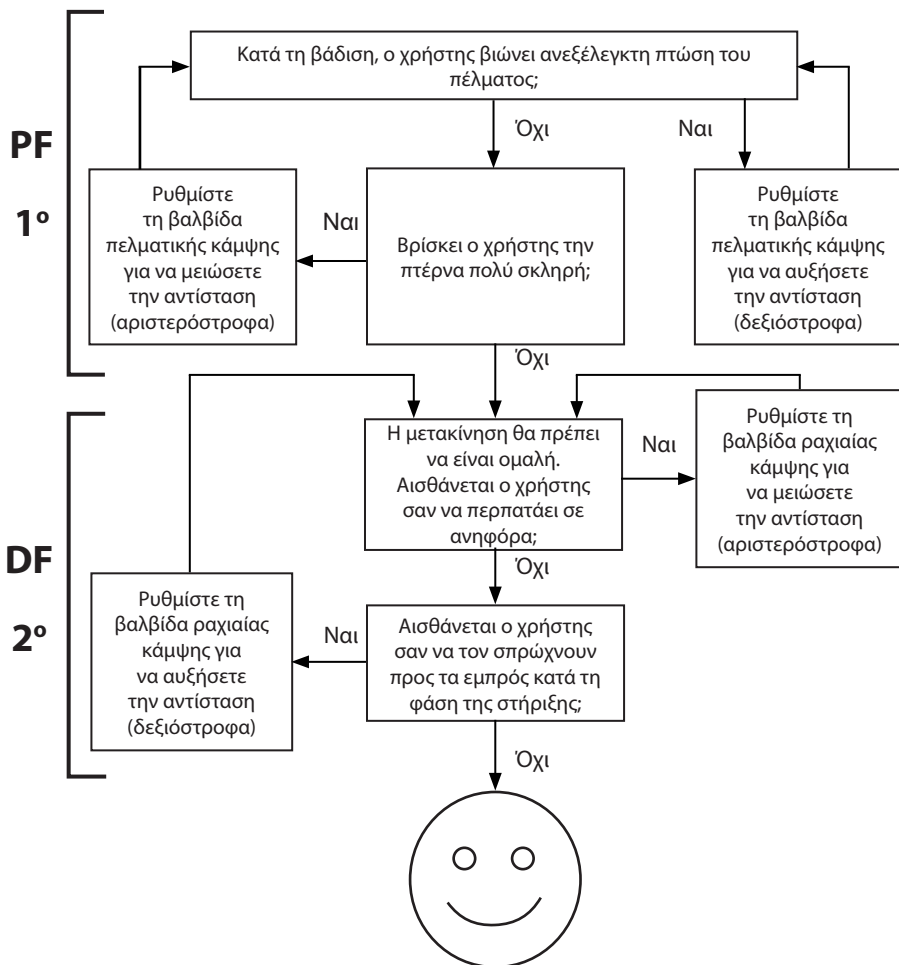 Κατά τη βάδιση, ο χρήστης βιώνει ανεξέλεγκτη πτώση του
πέλματος;
Όχι
Ναι
PF
1º
Ρυθμίστε
τη βαλβίδα
πελματικής κάμψης
για να μειώσετε
την αντίσταση
(αριστερόστροφα)
Ναι
Βρίσκει ο χρήστης την
πτέρνα πολύ σκληρή;
Ρυθμίστε
τη βαλβίδα
πελματικής κάμψης
για να αυξήσετε
την αντίσταση
(δεξιόστροφα)
Όχι
DF
2º
Η μετακίνηση θα πρέπει
να είναι ομαλή.
Αισθάνεται ο χρήστης
σαν να περπατάει σε
ανηφόρα;
Ναι
Ρυθμίστε τη
βαλβίδα ραχιαίας
κάμψης για
να μειώσετε
την αντίσταση
(αριστερόστροφα)
Όχι
Ρυθμίστε τη
βαλβίδα ραχιαίας
κάμψης για
να αυξήσετε
την αντίσταση
(δεξιόστροφα)
Ναι
Αισθάνεται ο χρήστης
σαν να τον σπρώχνουν
προς τα εμπρός κατά τη
φάση της στήριξης;
Όχι